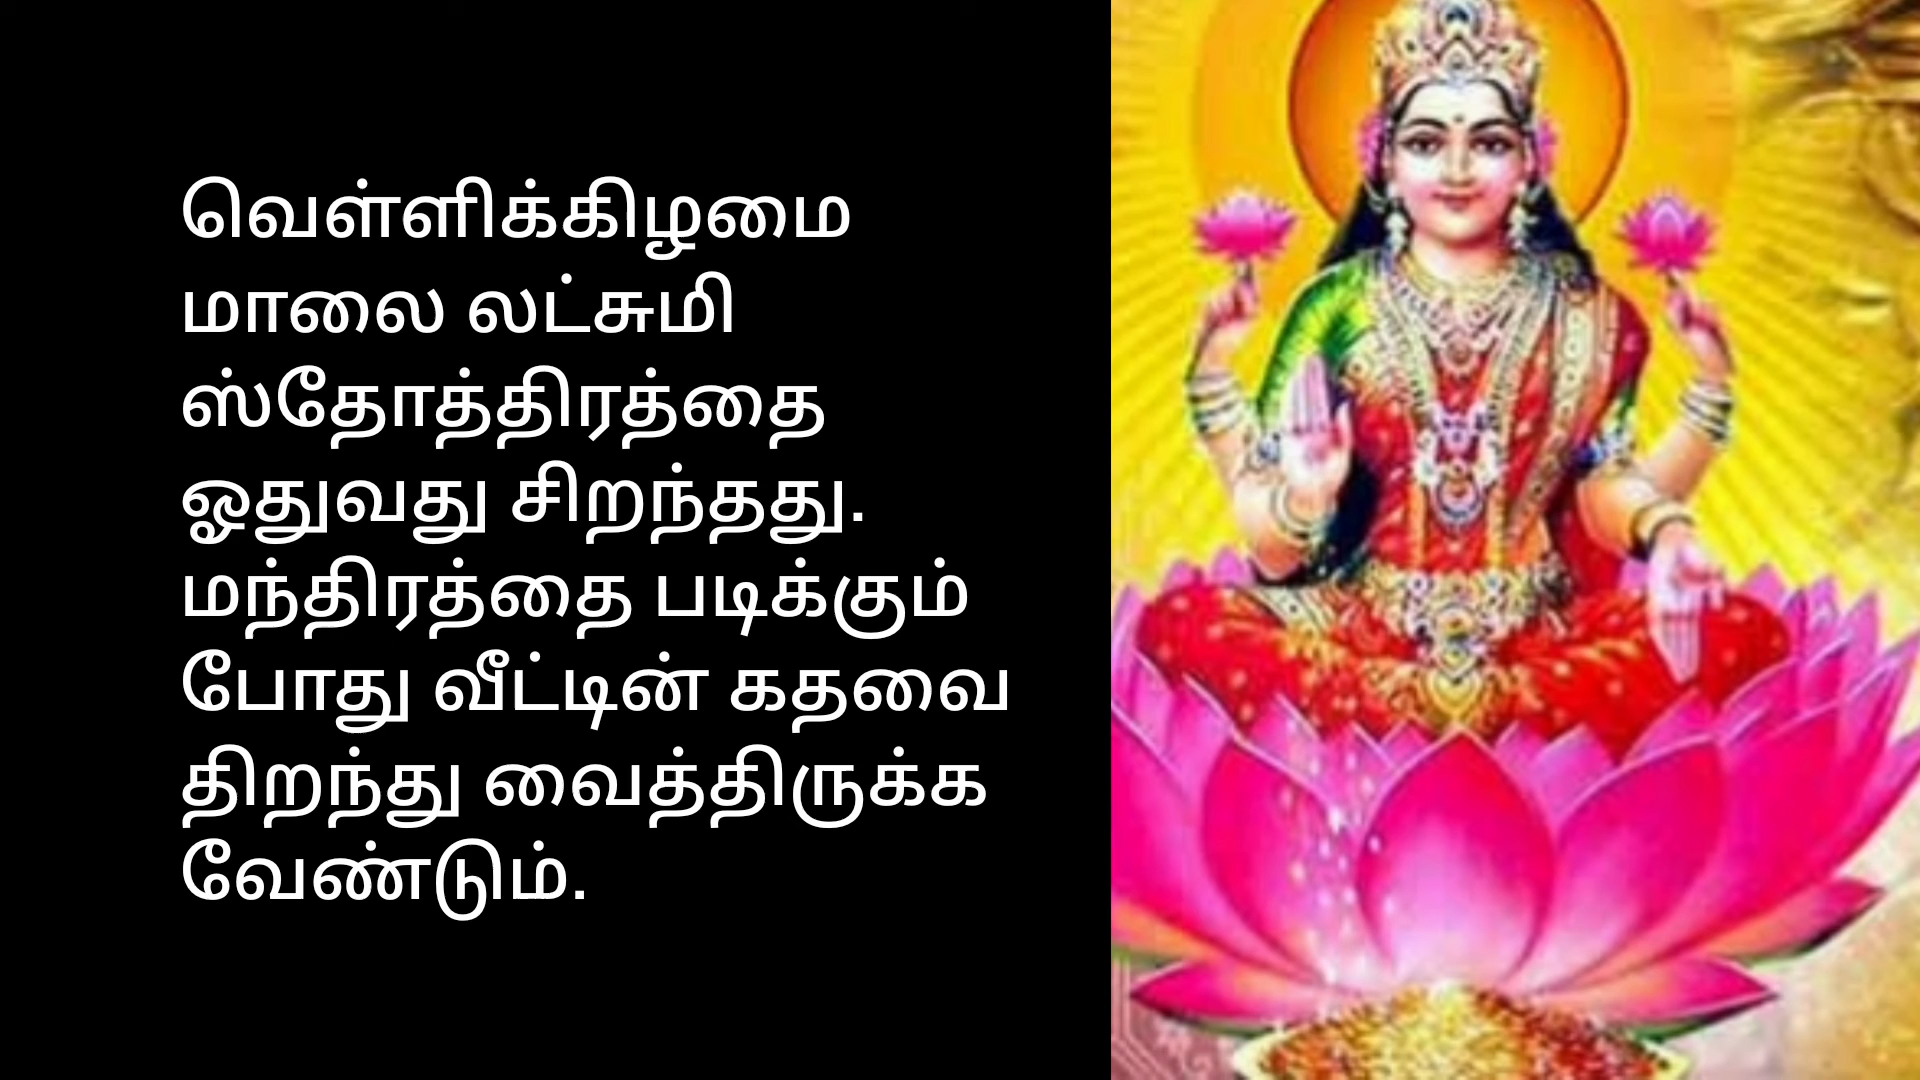 வெள்ளிக்கிழமை
மாலை லட்சுமி
ஸ்தோத்திரத்தை
ஓதுவது சிறந்தது.
மந்திரத்தை படிக்கும்
போது வீட்டின் கதவை
திறந்து வைத்திருக்க
வேண்டும்.